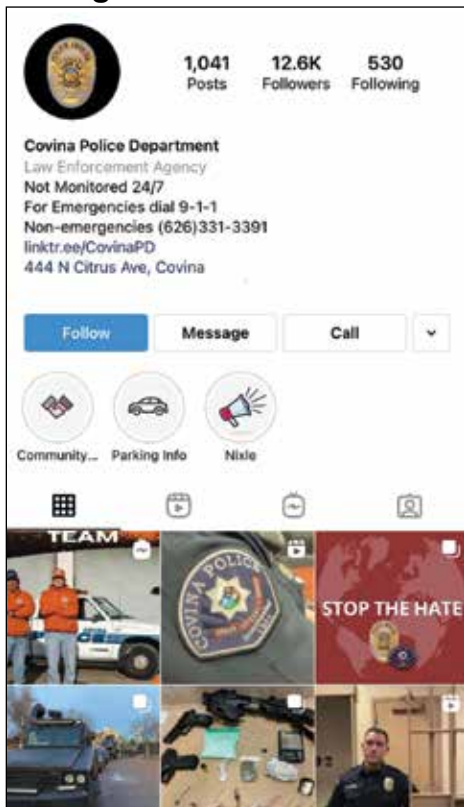 1,041 12.6K 530
Posts Followers Following
Covina Police Department
Law Enforcement Agency
Not Monitored 24/7
For Emergencies dial 9-1-1
Non-emergencies (626)331-3391
linktr.ee/CovinaPD
444 N Citrus Ave, Covina
Follow Message Call
Community... Parking Info Nixle
TEAM
COVINA POLICE
STOP THE HATE